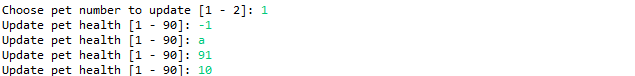 Choose pet number to update [1 - 2]: 1
Update pet health [1 - 90]: -1
Update pet health [1 - 90]: a
Update pet health [1 - 90]: 91
Update pet health [1 - 90]: 10